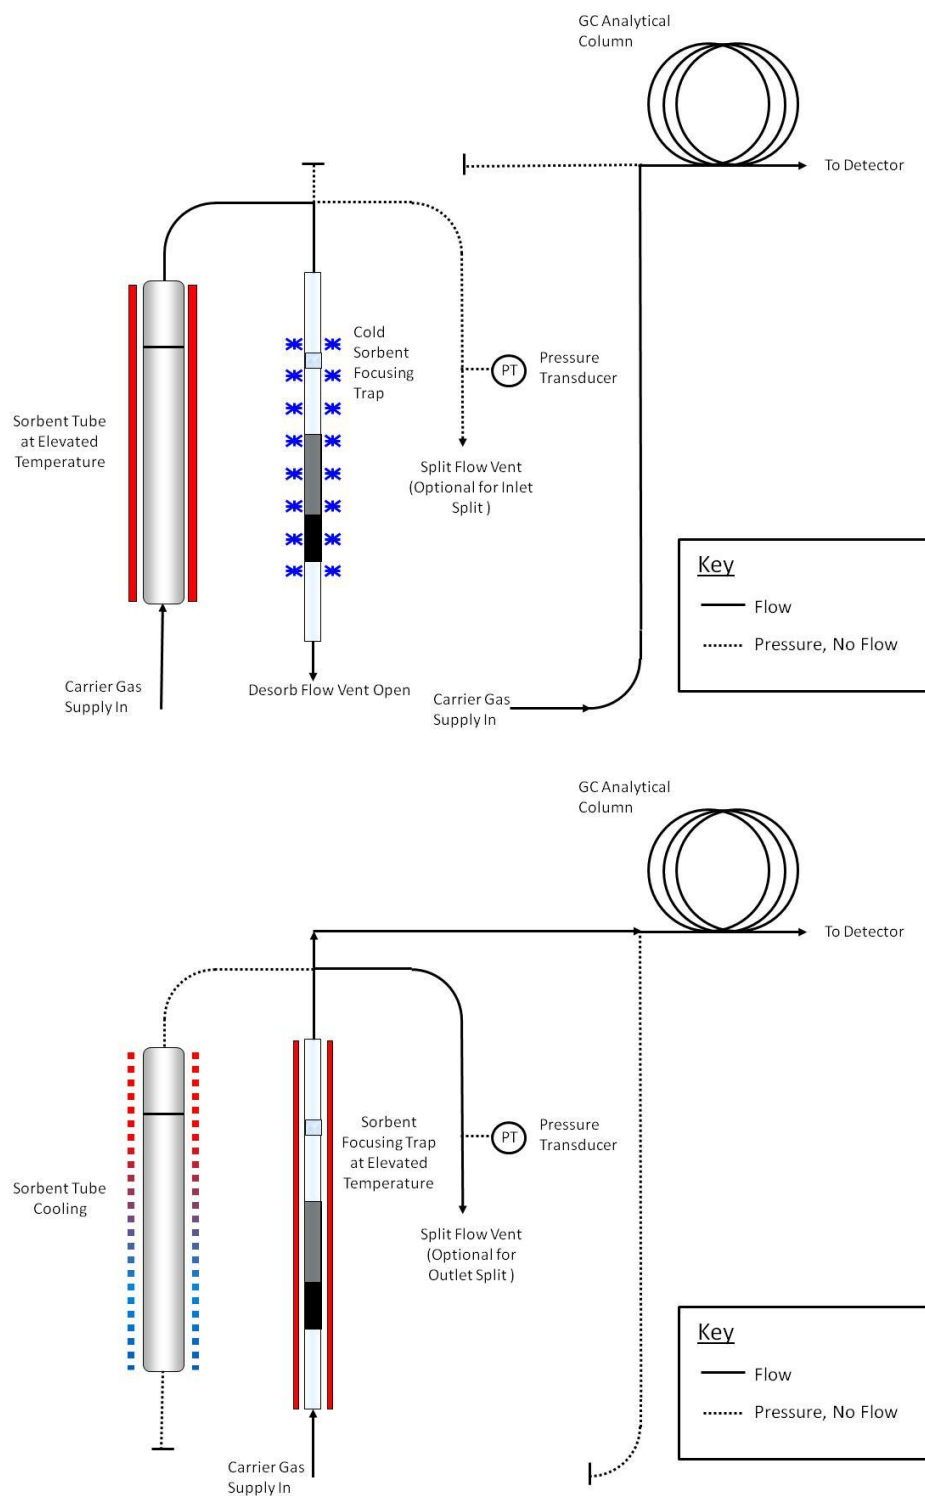 GC Analytical
Column
To Detector
Cold
Sorbent
Focusing
Trap
PT
Pressure
Transducer
Sorbent Tube
at Elevated
Temperature
Split Flow Vent
(Optional for Inlet
Split )
Key
Flow
Pressure, No Flow
Carrier Gas
Supply In
Desorb Flow Vent Open
Carrier Gas
Supply In
GC Analytical
Column
To Detector
Sorbent
Focusing Trap
at Elevated
Temperature
PT
Pressure
Transducer
Sorbent Tube
Cooling
Split Flow Vent
(Optional for
Outlet Split )
Key
Flow
Pressure, No Flow
Carrier Gas
Supply In